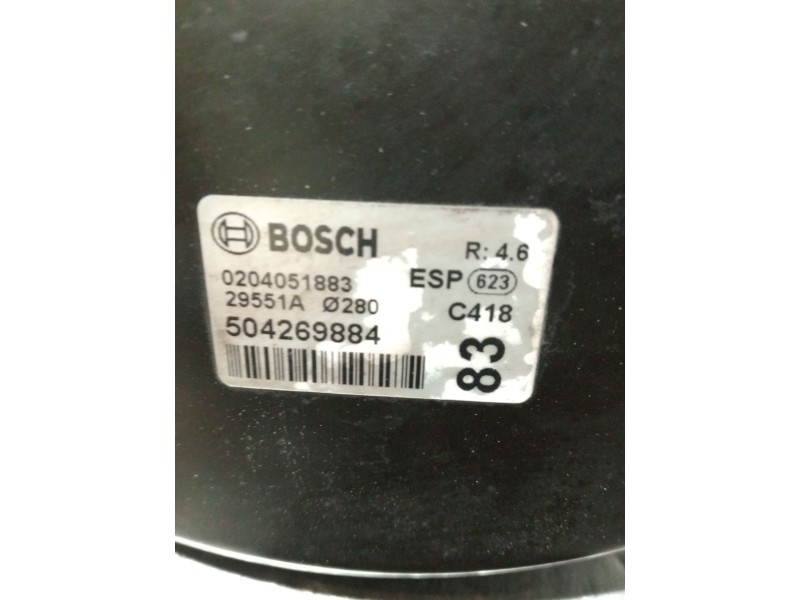 BOSCH R: 4.6
0204051883 ESP 623
29551A Ø280 C418
504269884
83